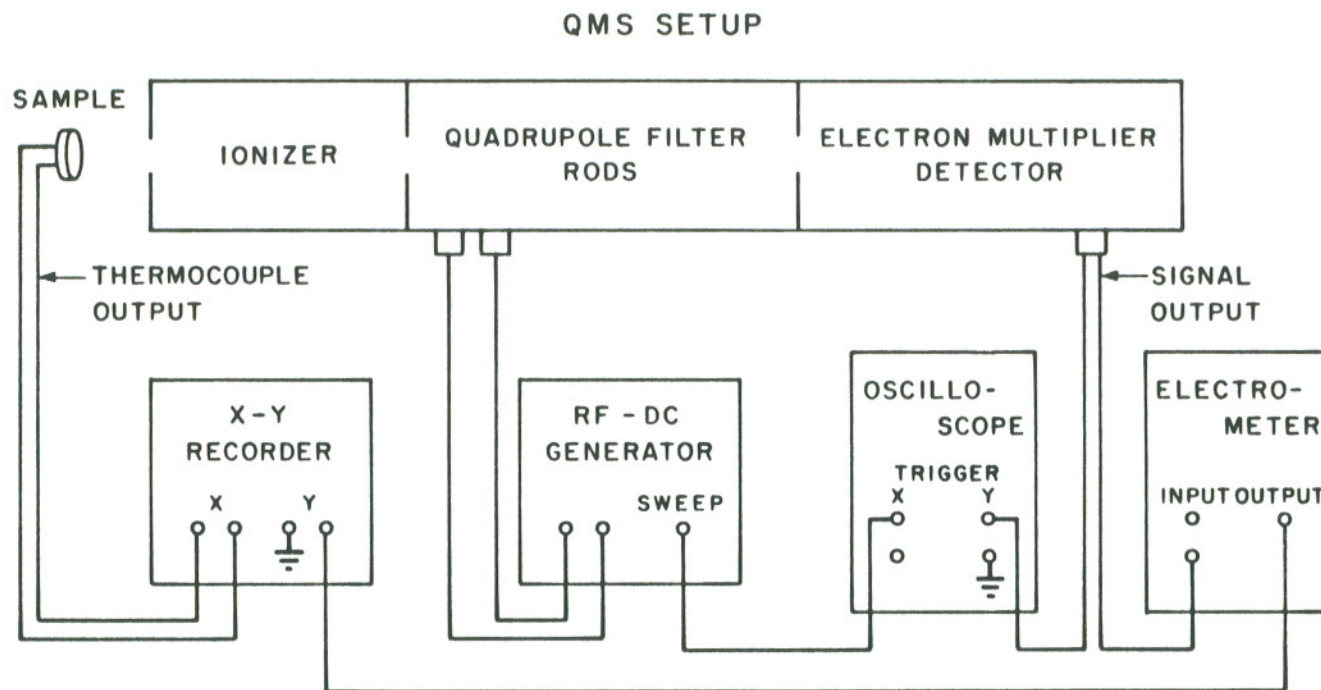 QMS SETUP
SAMPLE
IONIZER
QUADRUPOLE FILTER
RODS
ELECTRON MULTIPLIER
DETECTOR
THERMOCOUPLE
OUTPUT
SIGNAL
OUTPUT
X-Y
RECORDER
X Y
RF - DC
GENERATOR
SWEEP
OSCILLO-
SCOPE
TRIGGER
X Y
ELECTRO-
METER
INPUT OUTPUT